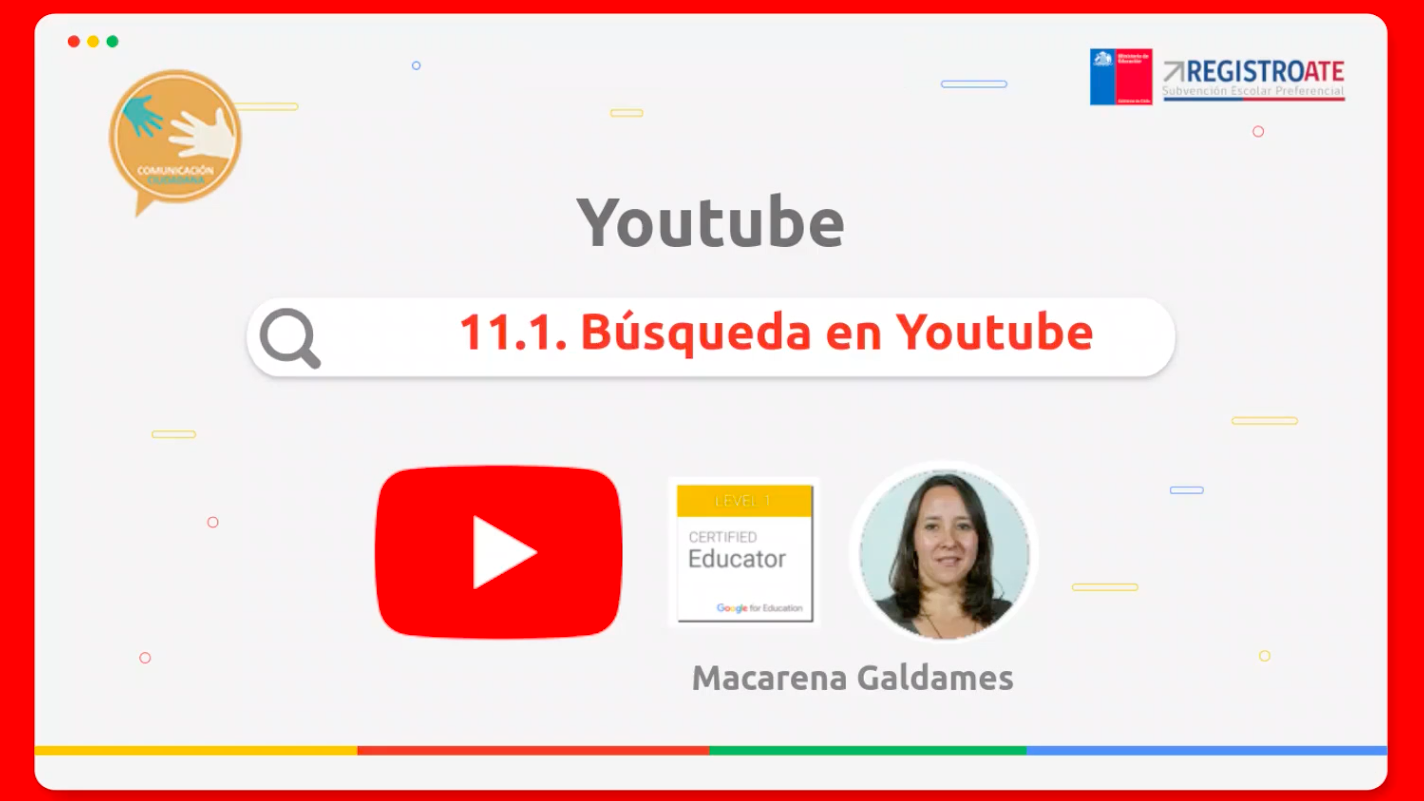 Ministerio de
Educación
REGISTROATE
Subvención Escolar Preferencial
COMUNICACIÓN
CIUDADANA
Youtube
11.1. Búsqueda en Youtube
LEVEL 1
CERTIFIED
Educator
Google for Education
Macarena Galdames